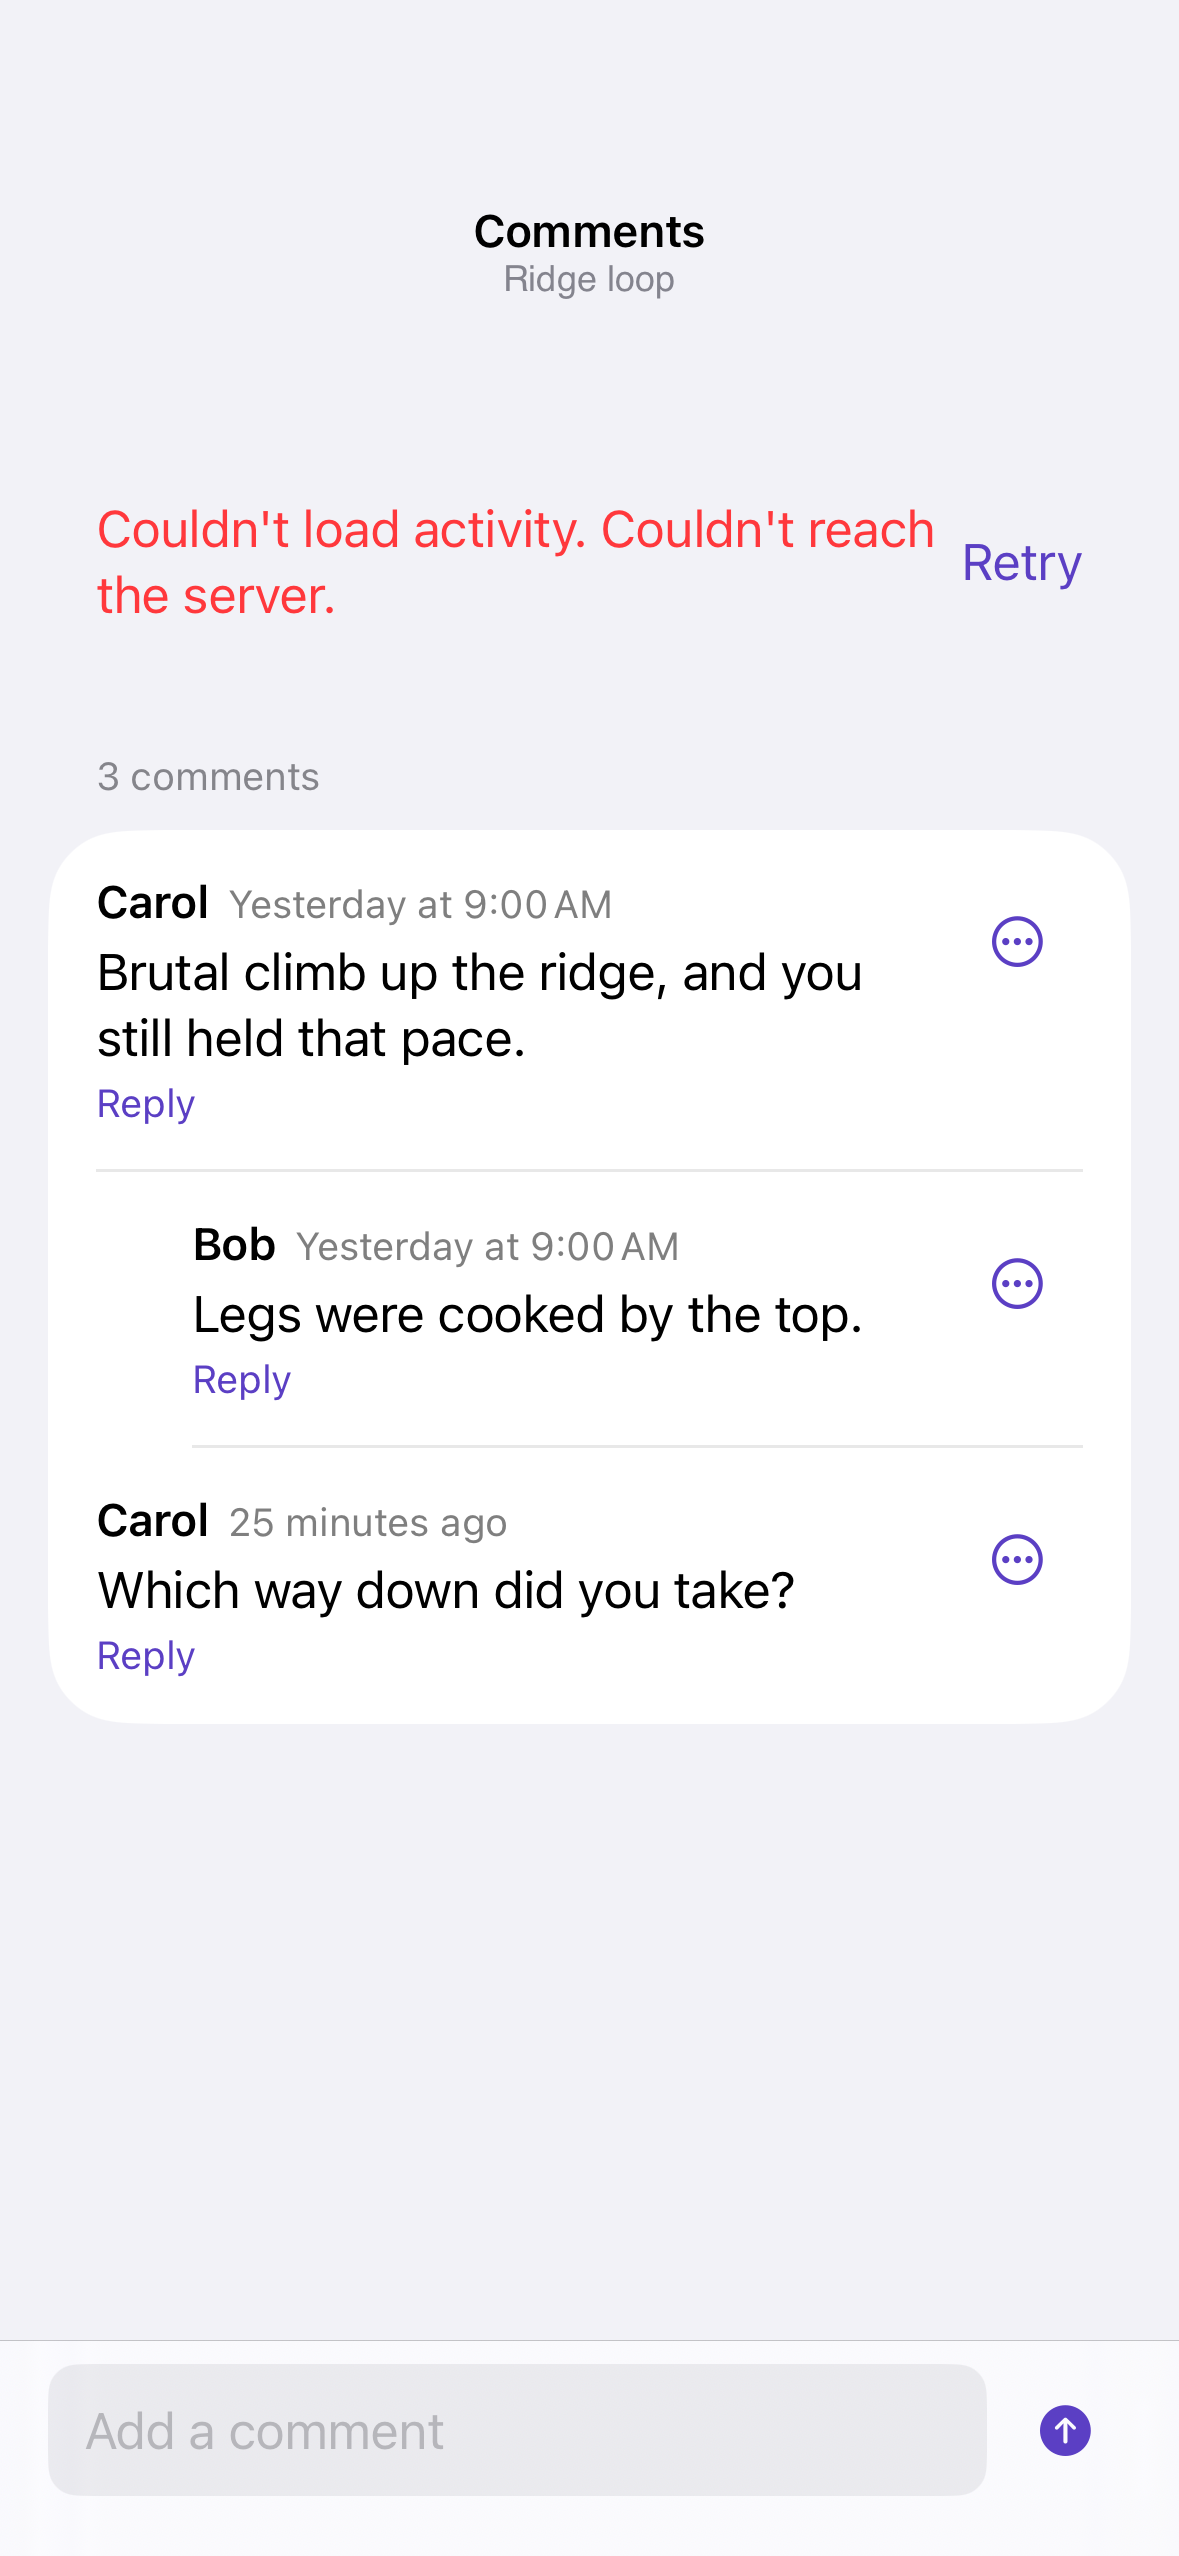 Comments
Ridge loop
Couldn't load activity. Couldn't reach
the server.
Retry
3 comments
Carol Yesterday at 9:00 AM
Brutal climb up the ridge, and you
still held that pace.
Reply
Bob Yesterday at 9:00 AM
Legs were cooked by the top.
Reply
Carol 25 minutes ago
Which way down did you take?
Reply
Add a comment